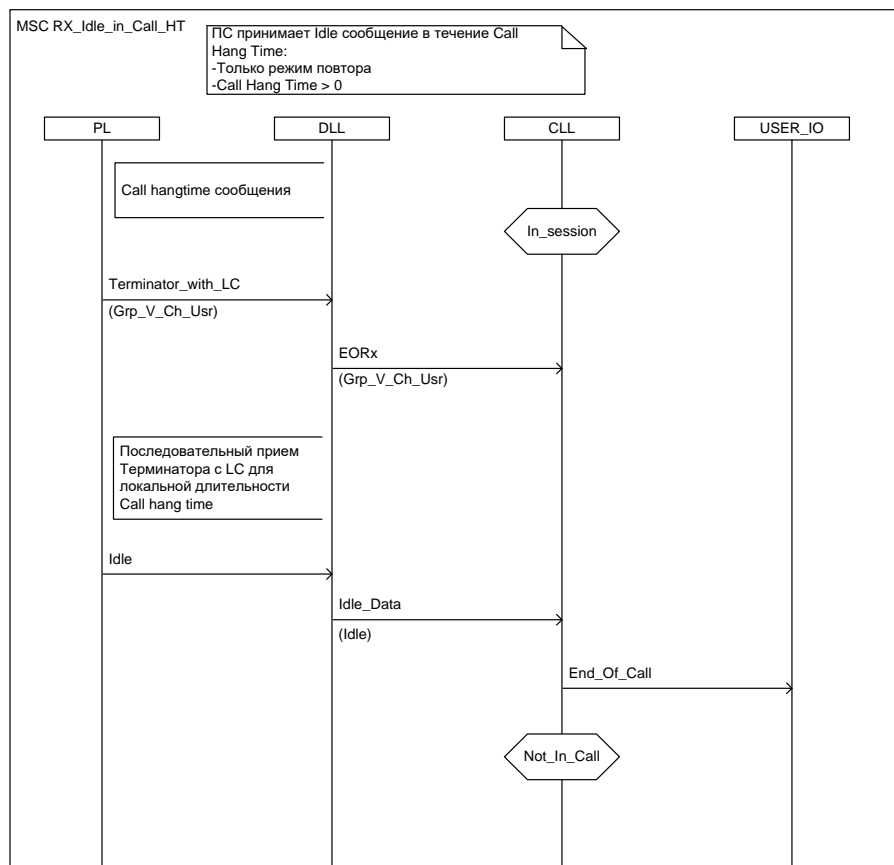 MSC RX_Idle_in_Call_HT
ПС принимает Idle сообщение в течение Call
Hang Time:
-Только режим повтора
-Call Hang Time > 0
PL
DLL
CLL
USER_IO
Call hangtime сообщения
In_session
Terminator_with_LC
(Grp_V_Ch_Usr)
EORx
(Grp_V_Ch_Usr)
Последовательный прием
Терминатора с LC для
локальной длительности
Call hang time
Idle
Idle_Data
(Idle)
End_Of_Call
Not_In_Call